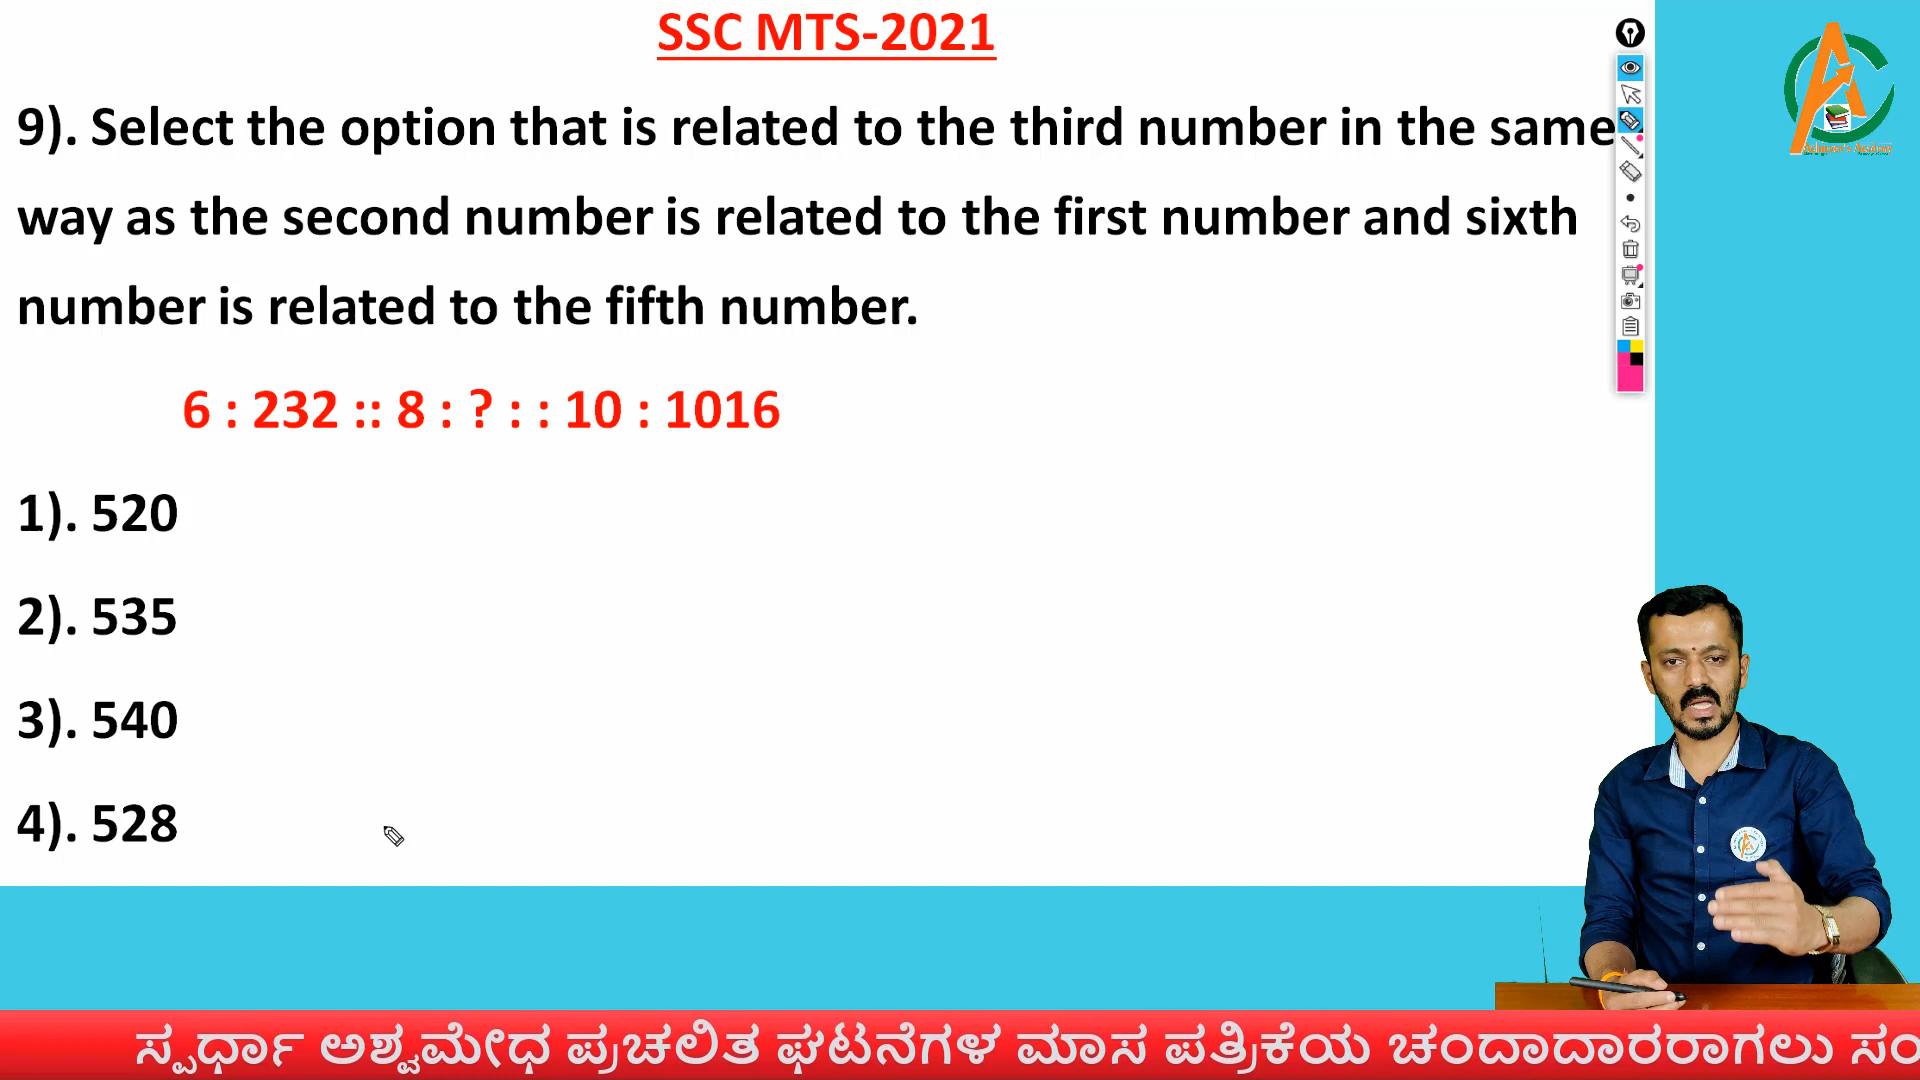 SSC MTS-2021
9). Select the option that is related to the third number in the same
way as the second number is related to the first number and sixth
number is related to the fifth number.
6 : 232 :: 8 : ? : : 10 : 1016
1). 520
2). 535
3). 540
4). 528
ಸ್ಪರ್ಧಾ ಅಶ್ವಮೇಧ ಪ್ರಚಲಿತ ಘಟನೆಗಳ ಮಾಸ ಪತ್ರಿಕೆಯ ಚಂದಾದಾರರಾಗಲು